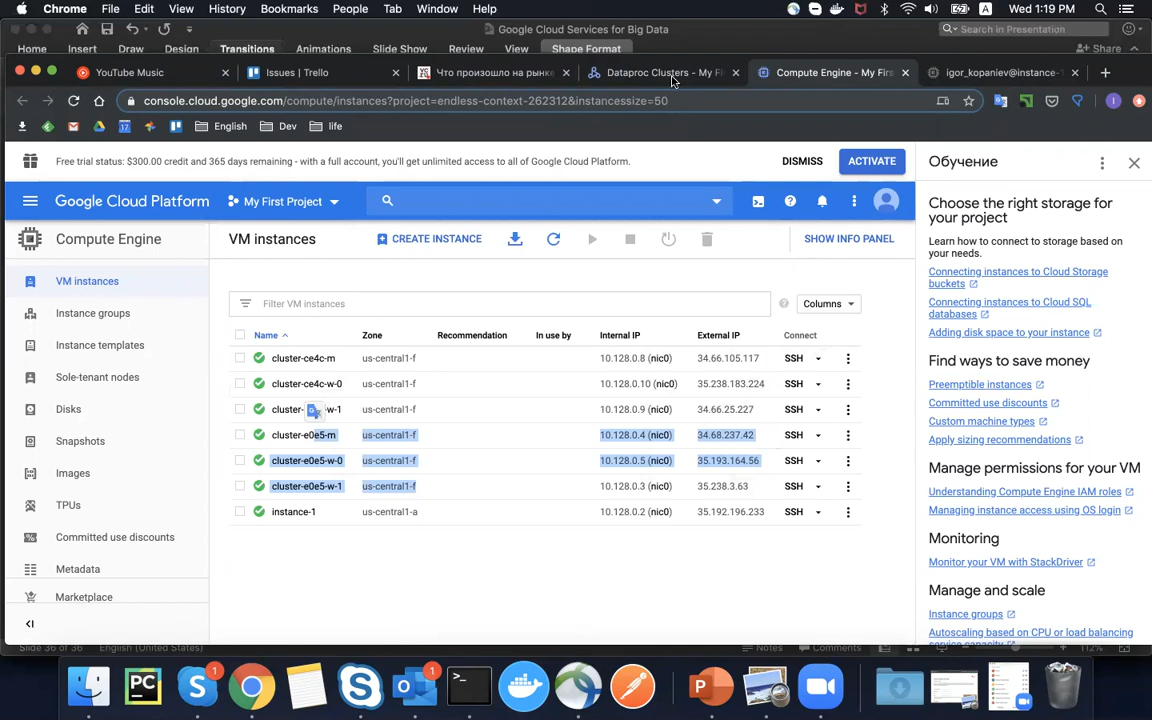 Chrome File Edit View History Bookmarks People Tab Window Help A Wed 1:19 PM
Google Cloud Services for Big Data Search in Presentation
Home Insert Draw Design Transitions Animations Slide Show Review View Shape Format Share
YouTube Music Issues | Trello Что произошло на рынке Dataproc Clusters - My Fi Compute Engine - My Firs igor_kopaniev@instance-
console.cloud.google.com/compute/instances?project=endless-context-262312&instancessize=50
English Dev life
Free trial status: $300.00 credit and 365 days remaining - with a full account, you'll get unlimited access to all of Google Cloud Platform. DISMISS ACTIVATE
Google Cloud Platform My First Project
Compute Engine
VM instances CREATE INSTANCE SHOW INFO PANEL
VM instances
Instance groups
Instance templates
Sole-tenant nodes
Disks
Snapshots
Images
TPUs
Committed use discounts
Metadata
Marketplace
Filter VM instances Columns
Name Zone Recommendation In use by Internal IP External IP Connect
cluster-ce4c-m us-central1-f 10.128.0.8 (nic0) 34.66.105.117 SSH
cluster-ce4c-w-0 us-central1-f 10.128.0.10 (nic0) 35.238.183.224 SSH
cluster- w-1 us-central1-f 10.128.0.9 (nic0) 34.66.25.227 SSH
cluster-e0e5-m us-central1-f 10.128.0.4 (nic0) 34.68.237.42 SSH
cluster-e0e5-w-0 us-central1-f 10.128.0.5 (nic0) 35.193.164.56 SSH
cluster-e0e5-w-1 us-central1-f 10.128.0.3 (nic0) 35.238.3.63 SSH
instance-1 us-central1-a 10.128.0.2 (nic0) 35.192.196.233 SSH
Обучение
Choose the right storage for
your project
Learn how to connect to storage based on
your needs.
Connecting instances to Cloud Storage
buckets
Connecting instances to Cloud SQL
databases
Adding disk space to your instance
Find ways to save money
Preemptible instances
Committed use discounts
Custom machine types
Apply sizing recommendations
Manage permissions for your VM
Understanding Compute Engine IAM roles
Managing instance access using OS login
Monitoring
Monitor your VM with StackDriver
Manage and scale
Instance groups
Autoscaling based on CPU or load balancing
Slide 36 of 36 English (United States) Notes Comments 112%